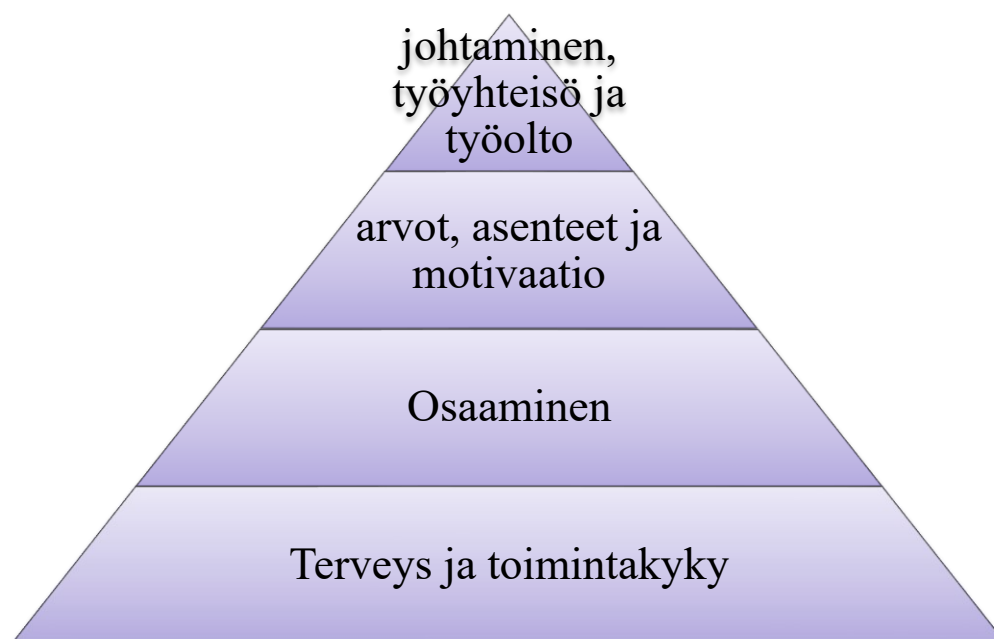 johtaminen,
työyhteisö ja
työolto
arvot, asenteet ja
motivaatio
Osaaminen
Terveys ja toimintakyky